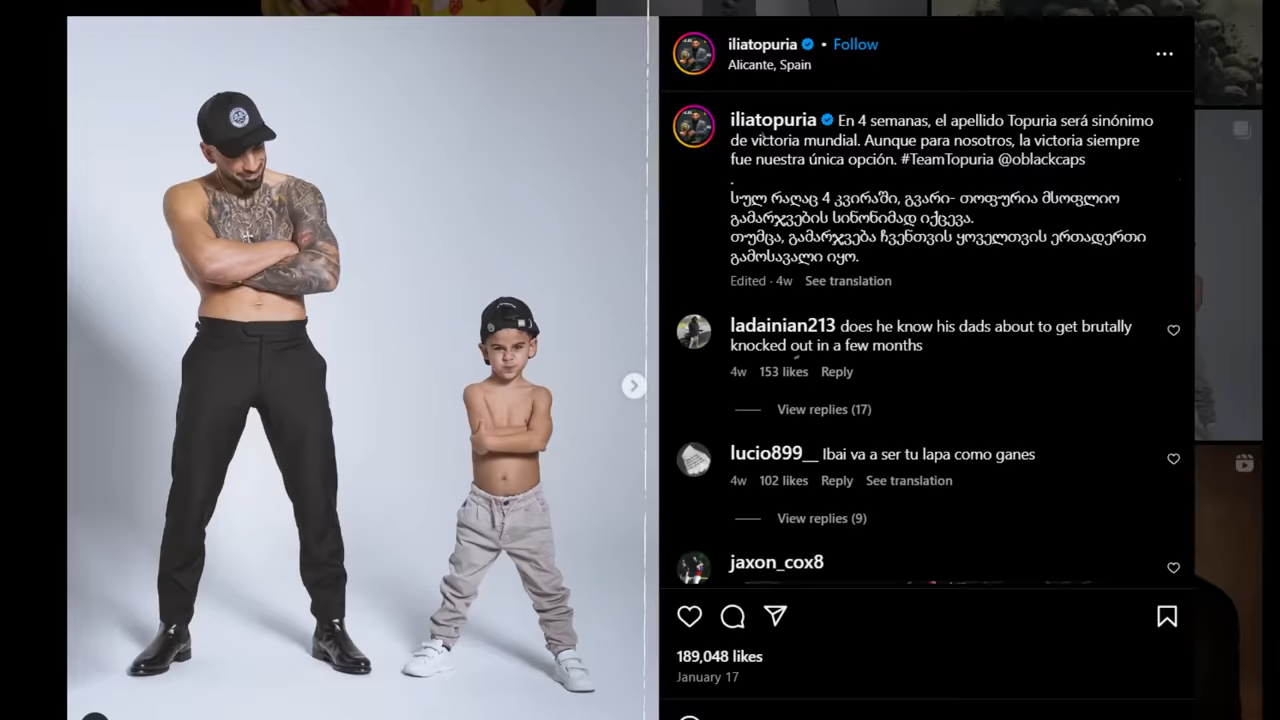 iliatopuria • Follow
Alicante, Spain
iliatopuria En 4 semanas, el apellido Topuria será sinónimo
de victoria mundial. Aunque para nosotros, la victoria siempre
fue nuestra única opción. #TeamTopuria @oblackcaps
.
სულ რაღაც 4 კვირაში, გვარი- თოფურია მსოფლიო
გამარჯვების სინონიმად იქცევა.
თუმცა, გამარჯვება ჩვენთვის ყოველთვის ერთადერთი
გამოსავალი იყო.
Edited · 4w See translation
ladainian213 does he know his dads about to get brutally
knocked out in a few months
4w 153 likes Reply
View replies (17)
lucio899__ Ibai va a ser tu lapa como ganes
4w 102 likes Reply See translation
View replies (9)
jaxon_cox8
189,048 likes
January 17